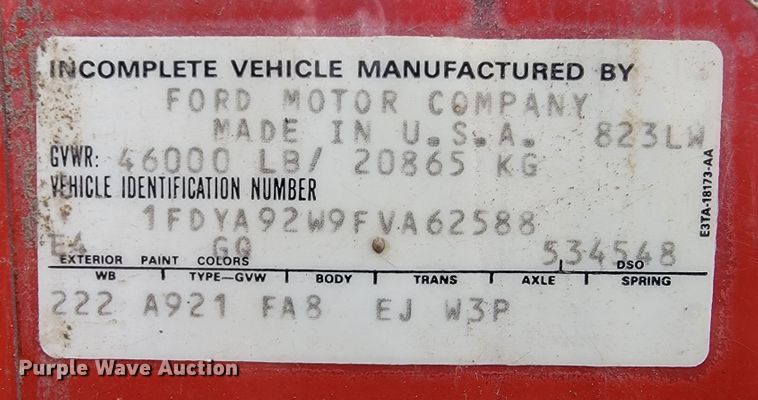 INCOMPLETE VEHICLE MANUFACTURED BY
FORD MOTOR COMPANY
MADE IN U.S.A. 823LW
GVWR: 46000 LB/ 20865 KG
VEHICLE IDENTIFICATION NUMBER
1FDYA92W9FVA62588
E4 GQ 534548
EXTERIOR PAINT COLORS DSO
WB TYPE—GVW BODY TRANS AXLE SPRING
222 A921 FA8 EJ W3P
E3TA-18173-AA
Purple Wave Auction